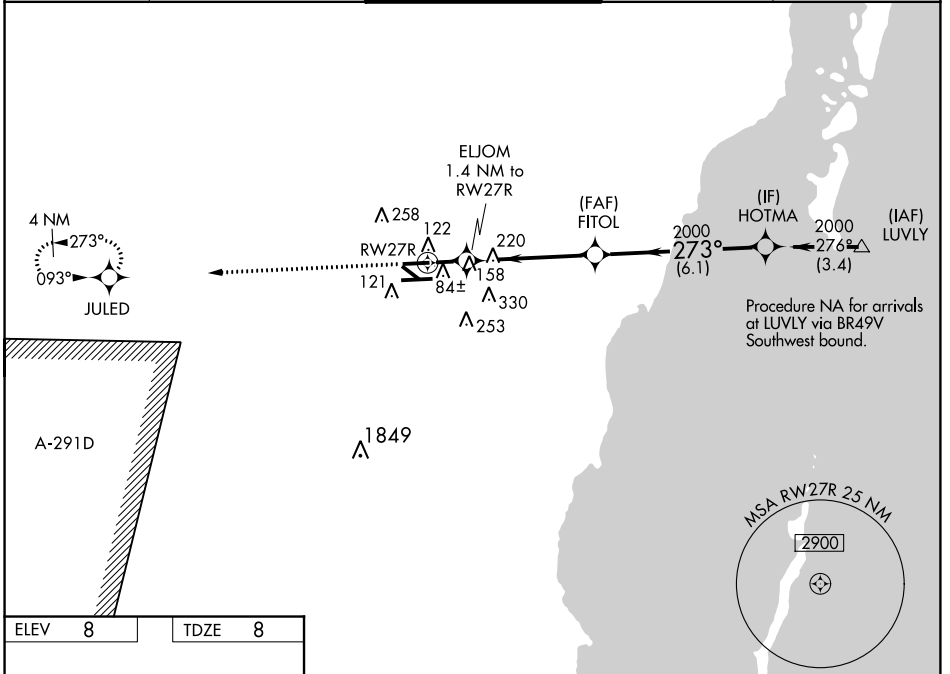 ELJOM
1.4 NM to
RW27R
(FAF)
FITOL
(IF)
HOTMA
(IAF)
LUVLY
2000
276°
(3.4)
2000
273°
(6.1)
4 NM
273°
093°
JULED
258
122
RW27R
220
158
121
84±
330
253
Procedure NA for arrivals
at LUVLY via BR49V
Southwest bound.
A-291D
1849
MSA RW27R 25 NM
2900
ELEV 8
TDZE 8